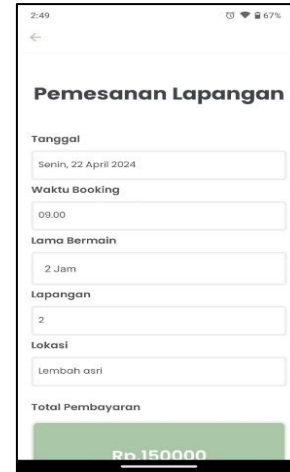 2:49
67%
Pemesanan Lapangan
Tanggal
Senin, 22 April 2024
Waktu Booking
09.00
Lama Bermain
2 Jam
Lapangan
2
Lokasi
Lembah asri
Total Pembayaran
Rp.150000